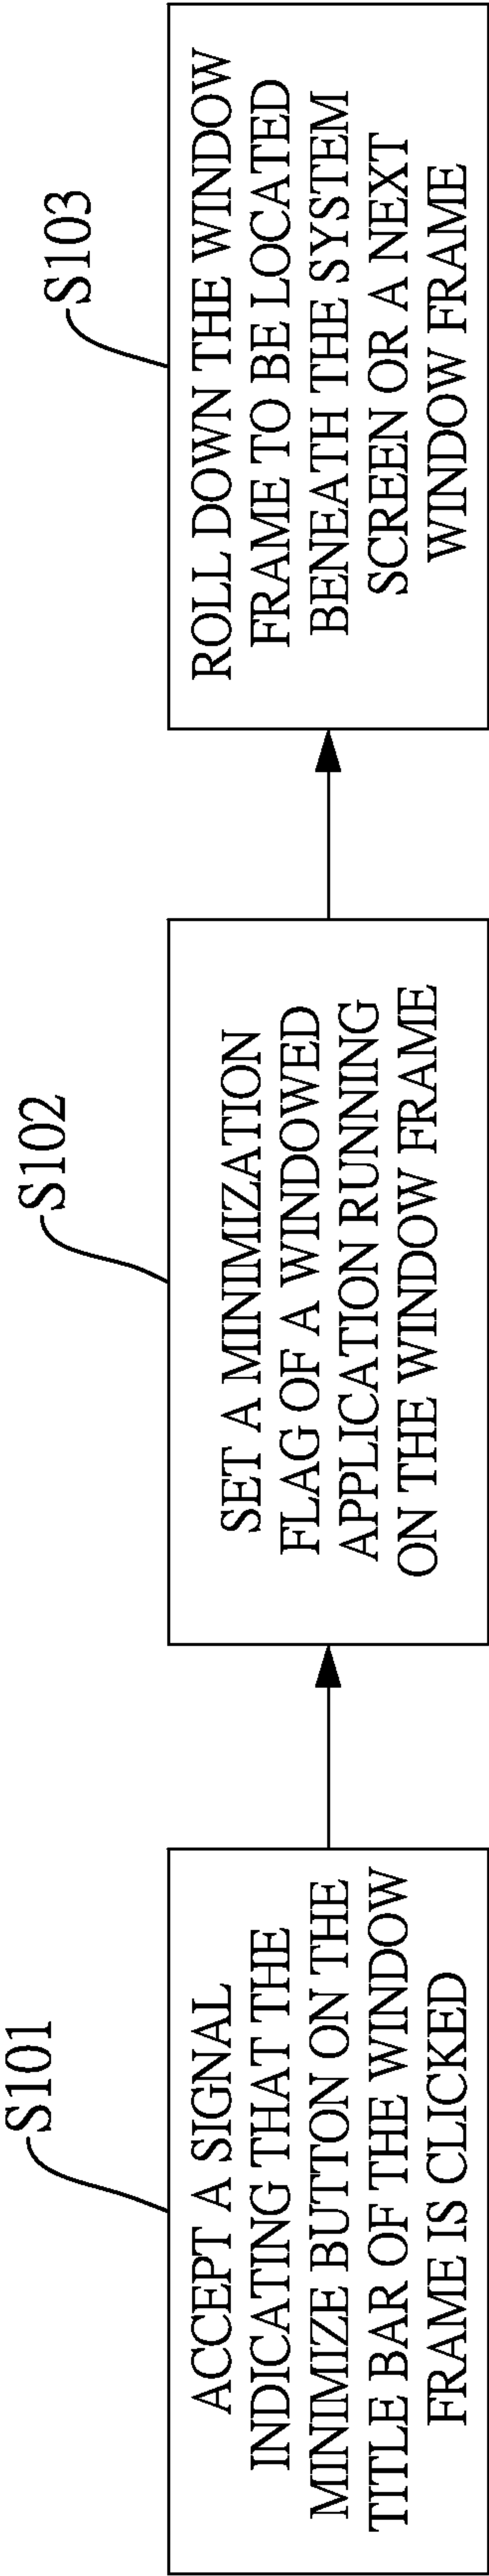 S101
ACCEPT A SIGNAL
INDICATING THAT THE
MINIMIZE BUTTON ON THE
TITLE BAR OF THE WINDOW
FRAME IS CLICKED
S102
SET A MINIMIZATION
FLAG OF A WINDOWED
APPLICATION RUNNING
ON THE WINDOW FRAME
S103
ROLL DOWN THE WINDOW
FRAME TO BE LOCATED
BENEATH THE SYSTEM
SCREEN OR A NEXT
WINDOW FRAME